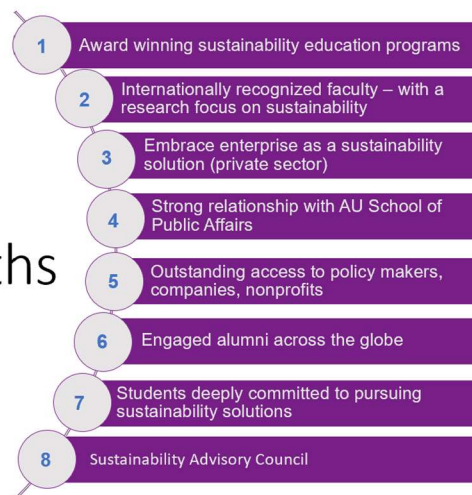 1 Award winning sustainability education programs
2 Internationally recognized faculty – with a
research focus on sustainability
3 Embrace enterprise as a sustainability
solution (private sector)
4 Strong relationship with AU School of
Public Affairs
ths
5 Outstanding access to policy makers,
companies, nonprofits
6 Engaged alumni across the globe
7 Students deeply committed to pursuing
sustainability solutions
8 Sustainability Advisory Council